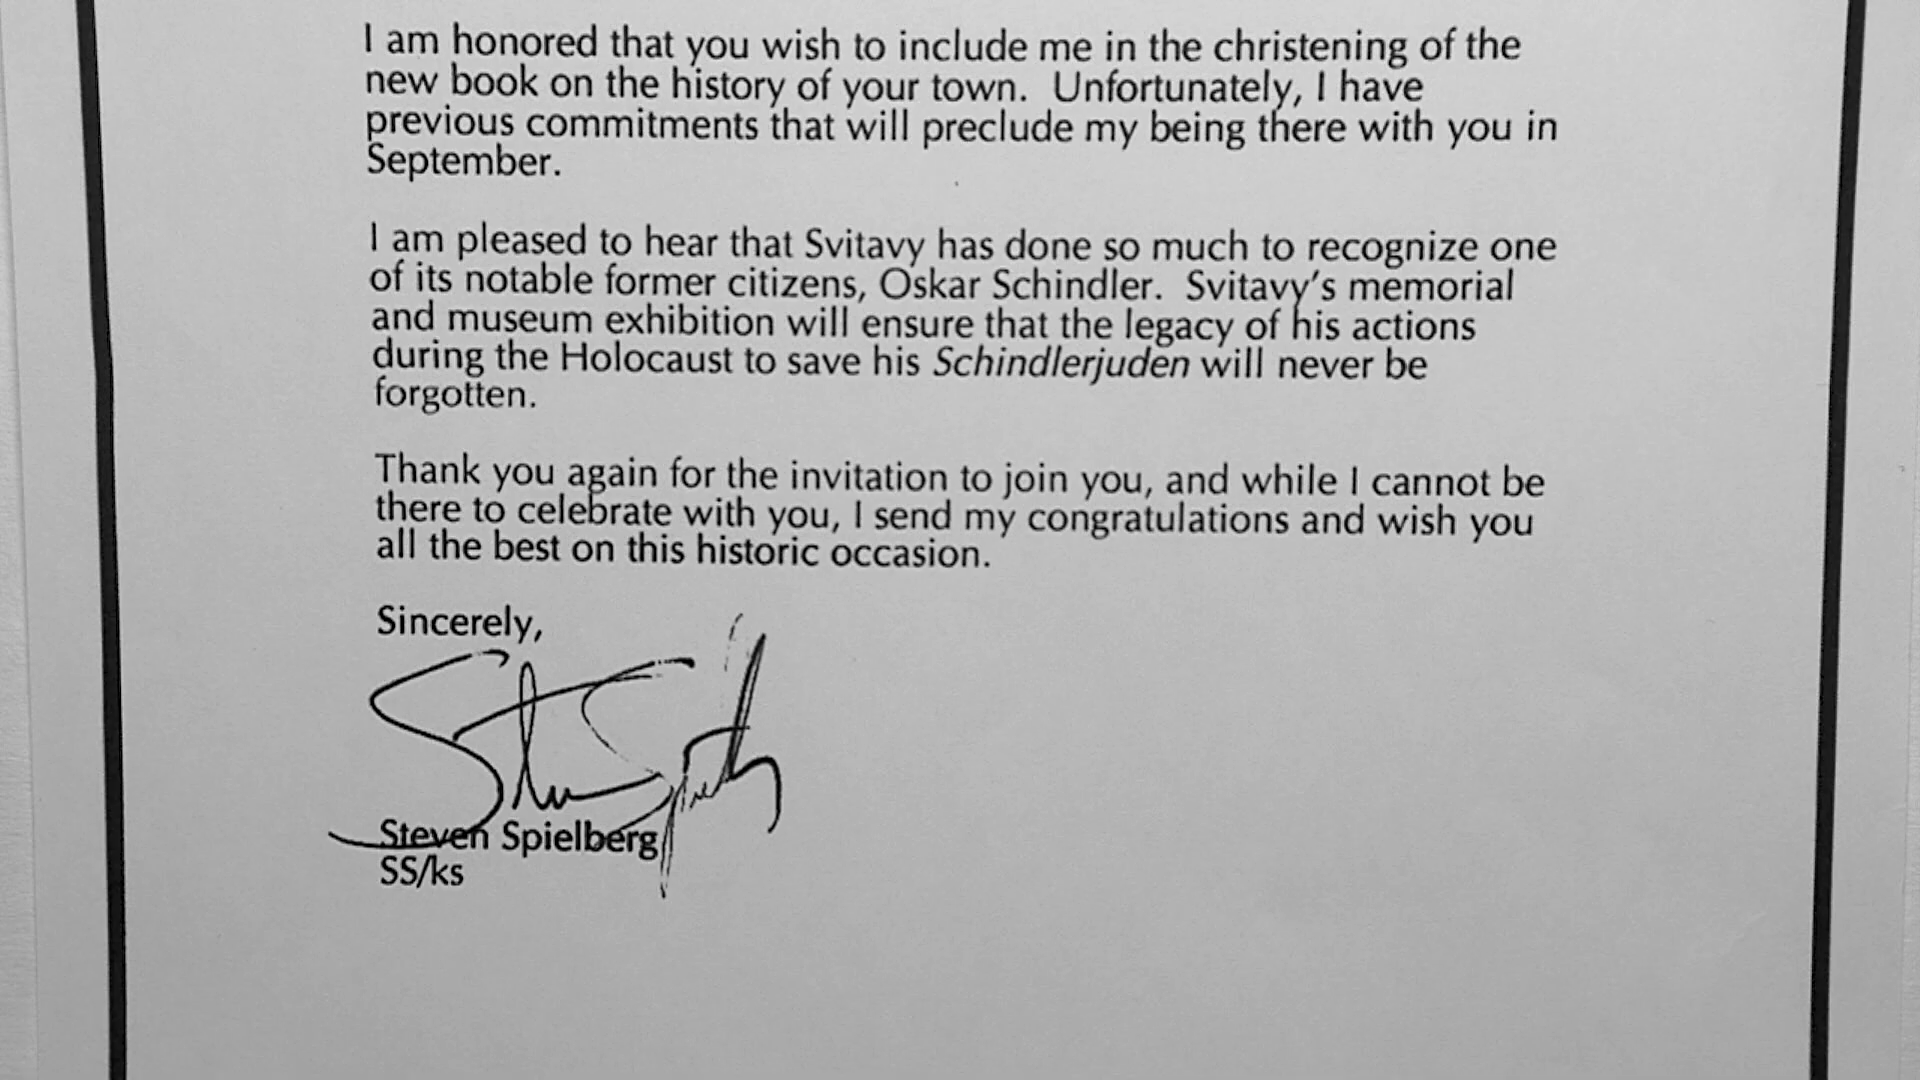 I am honored that you wish to include me in the christening of the
new book on the history of your town.  Unfortunately, I have
previous commitments that will preclude my being there with you in
September.
I am pleased to hear that Svitavy has done so much to recognize one
of its notable former citizens, Oskar Schindler.  Svitavy's memorial
and museum exhibition will ensure that the legacy of his actions
during the Holocaust to save his Schindlerjuden will never be
forgotten.
Thank you again for the invitation to join you, and while I cannot be
there to celebrate with you, I send my congratulations and wish you
all the best on this historic occasion.
Sincerely,
Steven Spielberg
SS/ks